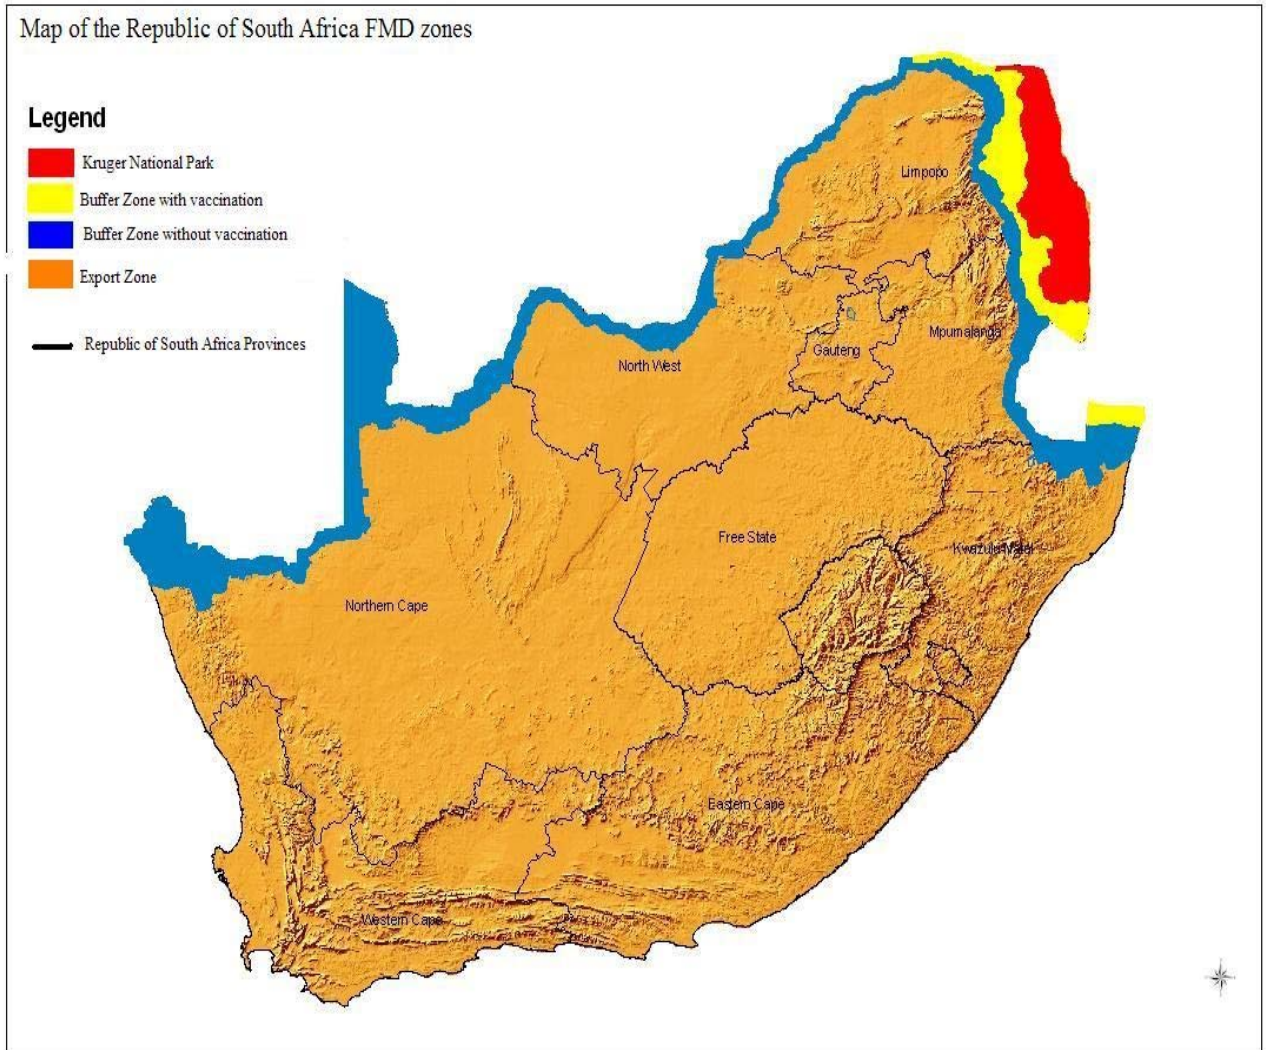 Map of the Republic of South Africa FMD zones
Legend
Kruger National Park
Buffer Zone with vaccination
Buffer Zone without vaccination
Export Zone
Republic of South Africa Provinces
Limpopo
Mpumalanga
Gauteng
North West
Free State
Kwazulu-Natal
Northern Cape
Eastern Cape
Western Cape